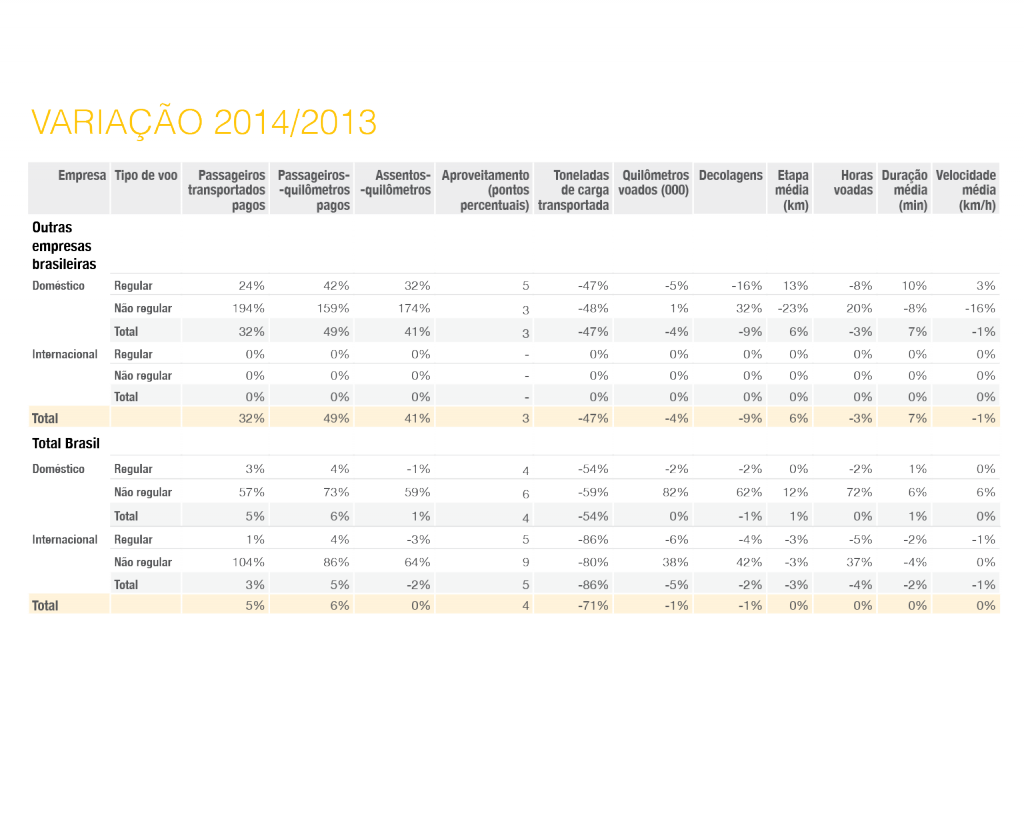 VARIAÇÃO 2014/2013
Empresa Tipo de voo Passageiros transportados pagos Passageiros--quilômetros pagos Assentos--quilômetros Aproveitamento (pontos percentuais) Toneladas de carga transportada Quilômetros voados (000) Decolagens Etapa média (km) Horas voadas Duração média (min) Velocidade média (km/h)
Outras
empresas
brasileiras
Doméstico Regular 24% 42% 32% 5 -47% -5% -16% 13% -8% 10% 3%
Não regular 194% 159% 174% 3 -48% 1% 32% -23% 20% -8% -16%
Total 32% 49% 41% 3 -47% -4% -9% 6% -3% 7% -1%
Internacional Regular 0% 0% 0% - 0% 0% 0% 0% 0% 0% 0%
Não regular 0% 0% 0% - 0% 0% 0% 0% 0% 0% 0%
Total 0% 0% 0% - 0% 0% 0% 0% 0% 0% 0%
Total 32% 49% 41% 3 -47% -4% -9% 6% -3% 7% -1%
Total Brasil
Doméstico Regular 3% 4% -1% 4 -54% -2% -2% 0% -2% 1% 0%
Não regular 57% 73% 59% 6 -59% 82% 62% 12% 72% 6% 6%
Total 5% 6% 1% 4 -54% 0% -1% 1% 0% 1% 0%
Internacional Regular 1% 4% -3% 5 -86% -6% -4% -3% -5% -2% -1%
Não regular 104% 86% 64% 9 -80% 38% 42% -3% 37% -4% 0%
Total 3% 5% -2% 5 -86% -5% -2% -3% -4% -2% -1%
Total 5% 6% 0% 4 -71% -1% -1% 0% 0% 0% 0%